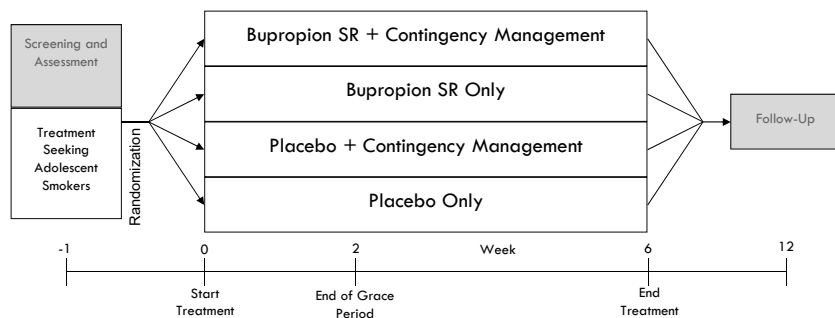 Screening and
Assessment
Treatment
Seeking
Adolescent
Smokers
Randomization
Bupropion SR + Contingency Management
Bupropion SR Only
Placebo + Contingency Management
Placebo Only
Follow-Up
-1 0 2 Week 6 12
Start
Treatment
End of Grace
Period
End
Treatment